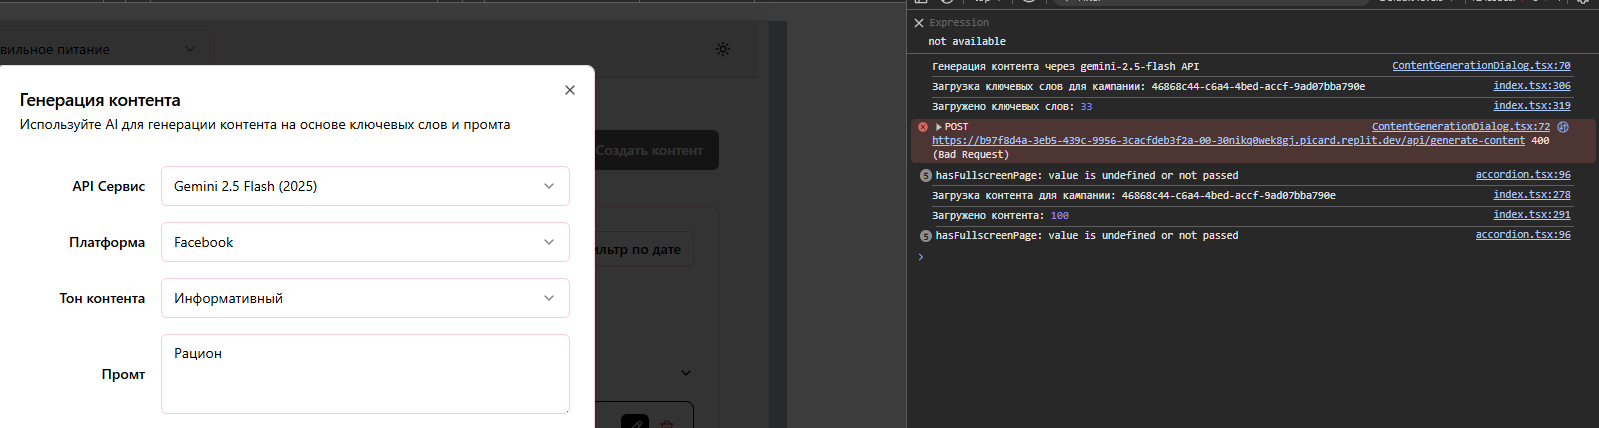 вильное питание
Генерация контента
Используйте AI для генерации контента на основе ключевых слов и промта
Создать контент
API Сервис
Gemini 2.5 Flash (2025)
Платформа
Facebook
льтр по дате
Тон контента
Информативный
Промт
Рацион
Expression
not available
Генерация контента через gemini-2.5-flash API ContentGenerationDialog.tsx:70
Загрузка ключевых слов для кампании: 46868c44-c6a4-4bed-accf-9ad07bba790e index.tsx:306
Загружено ключевых слов: 33 index.tsx:319
POST ContentGenerationDialog.tsx:72
https://b97f8d4a-3eb5-439c-9956-3cacfdeb3f2a-00-30nikq0wek8gj.picard.replit.dev/api/generate-content 400
(Bad Request)
5 hasFullscreenPage: value is undefined or not passed accordion.tsx:96
Загрузка контента для кампании: 46868c44-c6a4-4bed-accf-9ad07bba790e index.tsx:278
Загружено контента: 100 index.tsx:291
5 hasFullscreenPage: value is undefined or not passed accordion.tsx:96